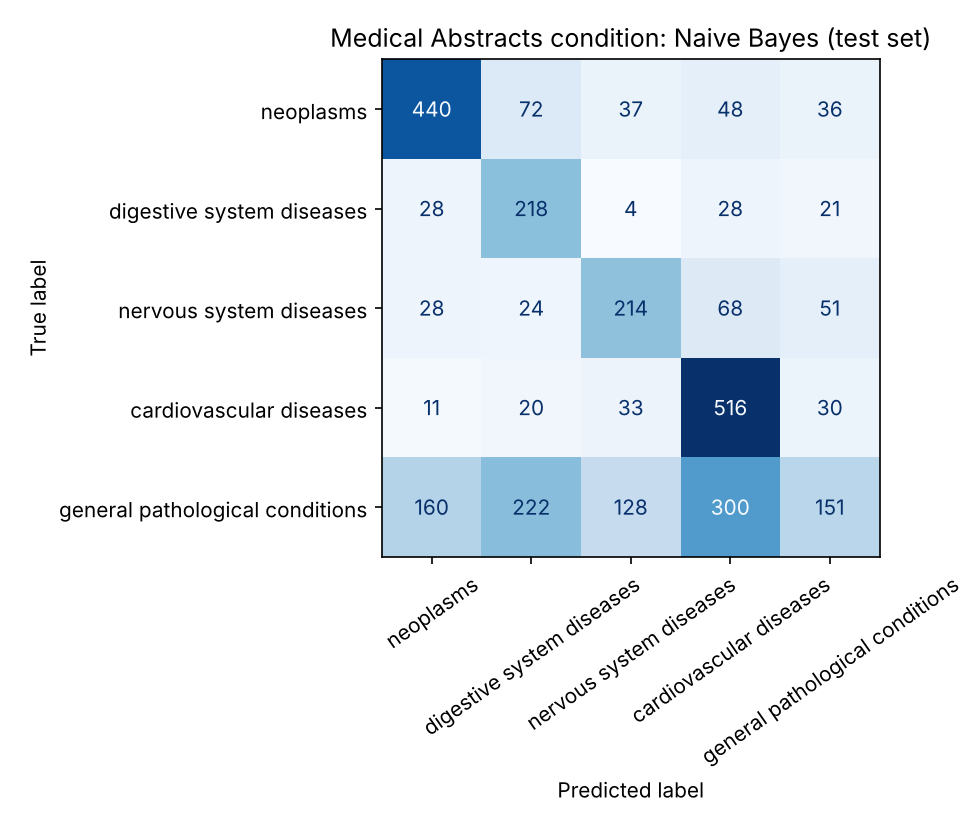 Medical Abstracts condition: Naive Bayes (test set)
True label
neoplasms 440 72 37 48 36
digestive system diseases 28 218 4 28 21
nervous system diseases 28 24 214 68 51
cardiovascular diseases 11 20 33 516 30
general pathological conditions 160 222 128 300 151
neoplasms
digestive system diseases
nervous system diseases
cardiovascular diseases
general pathological conditions
Predicted label